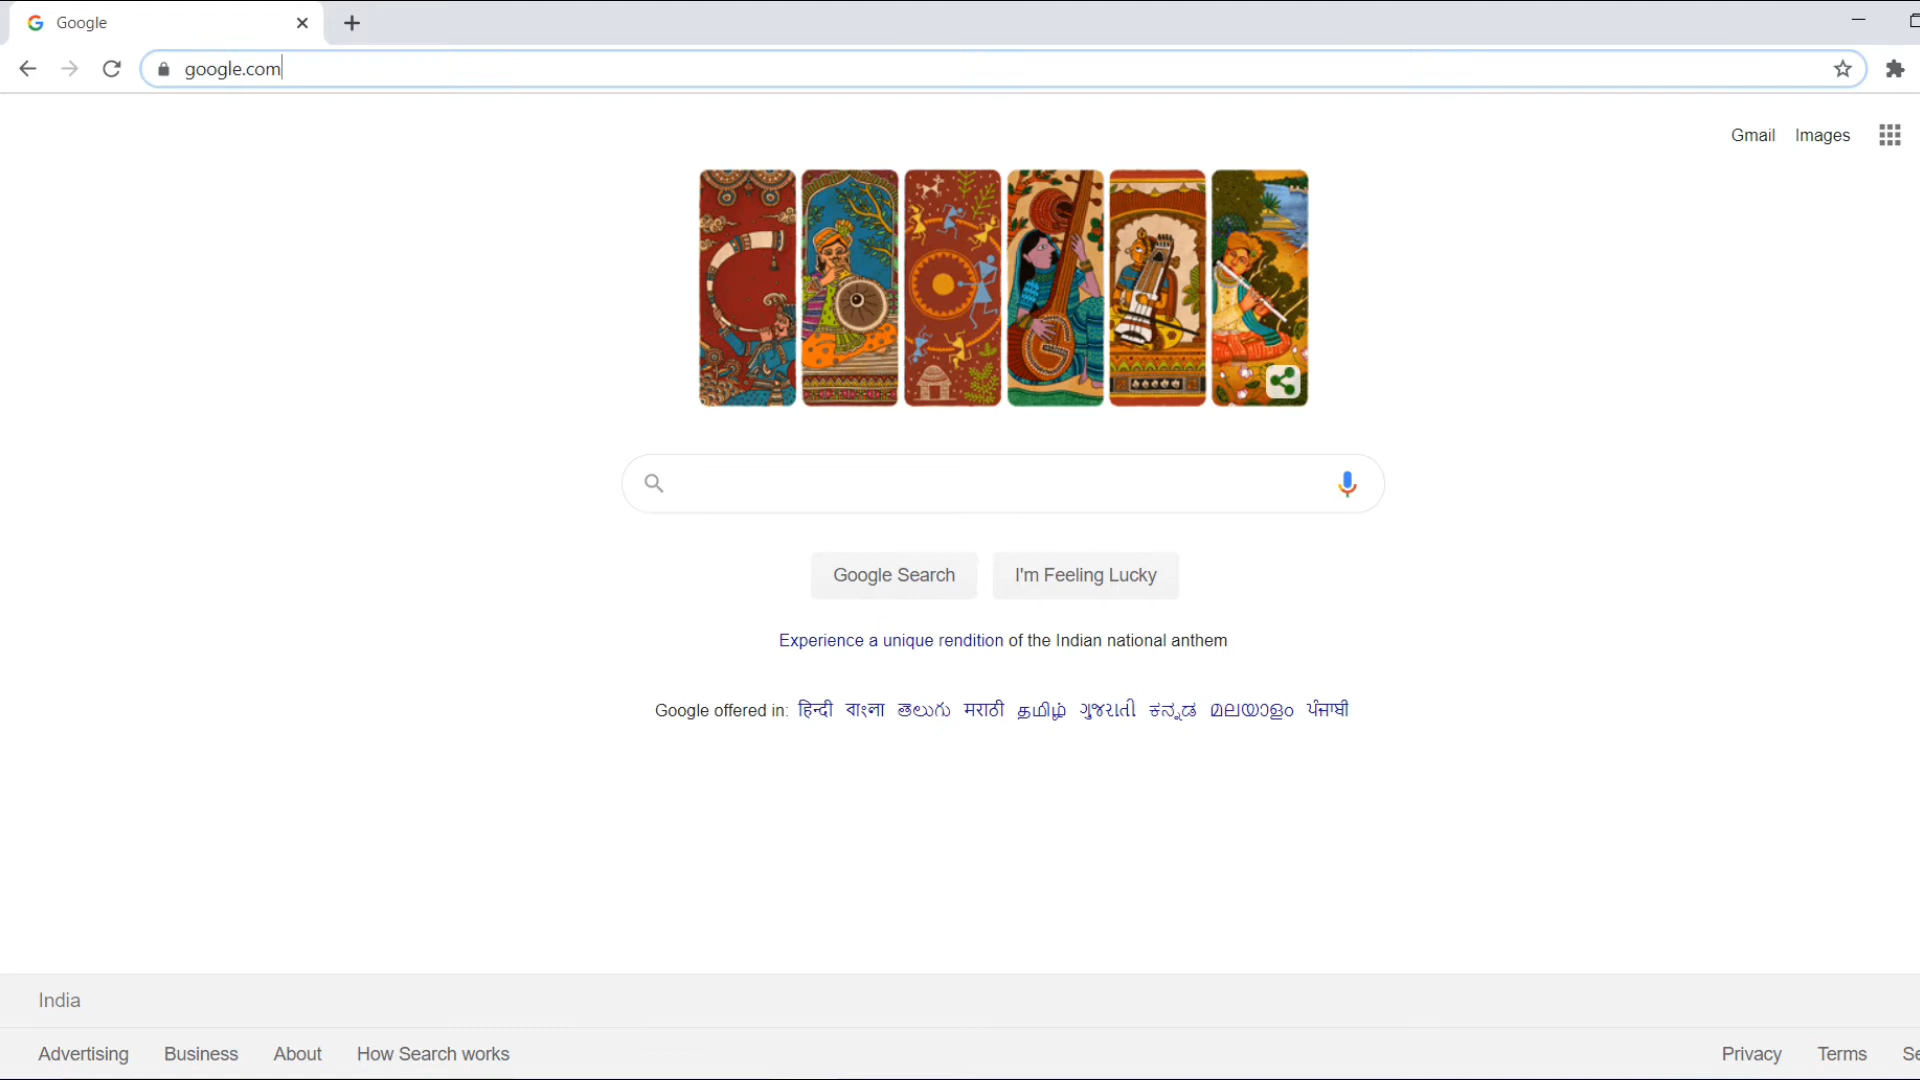 Google
google.com
Gmail Images
Google Search I'm Feeling Lucky
Experience a unique rendition of the Indian national anthem
Google offered in: हिन्दी বাংলা తెలుగు मराठी தமிழ் ગુજરાતી ಕನ್ನಡ മലയാളം ਪੰਜਾਬੀ
India
Advertising Business About How Search works Privacy Terms Se